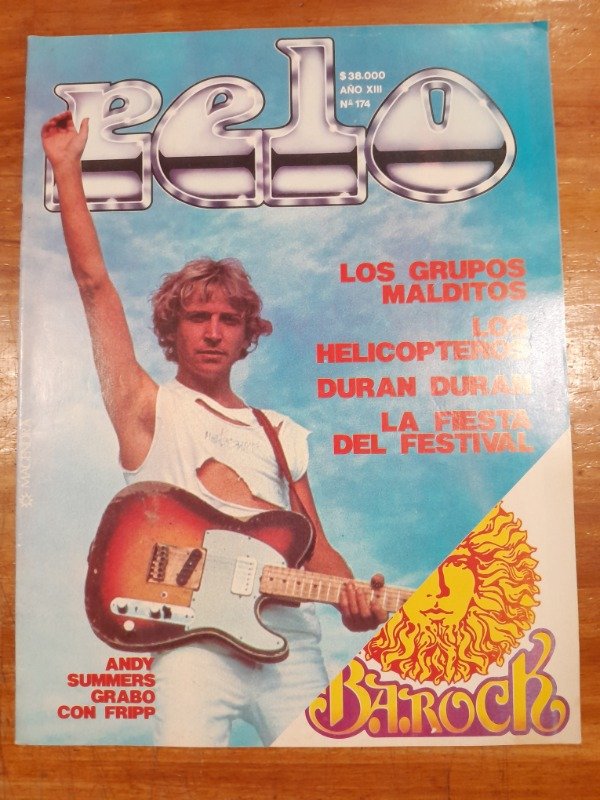 pelo
$ 38.000
AÑO XIII
Nº 174
LOS GRUPOS
MALDITOS
LOS
HELICOPTEROS
DURAN DURAN
LA FIESTA
DEL FESTIVAL
MAGENDRA
ANDY
SUMMERS
GRABO
CON FRIPP
B.A.ROCK